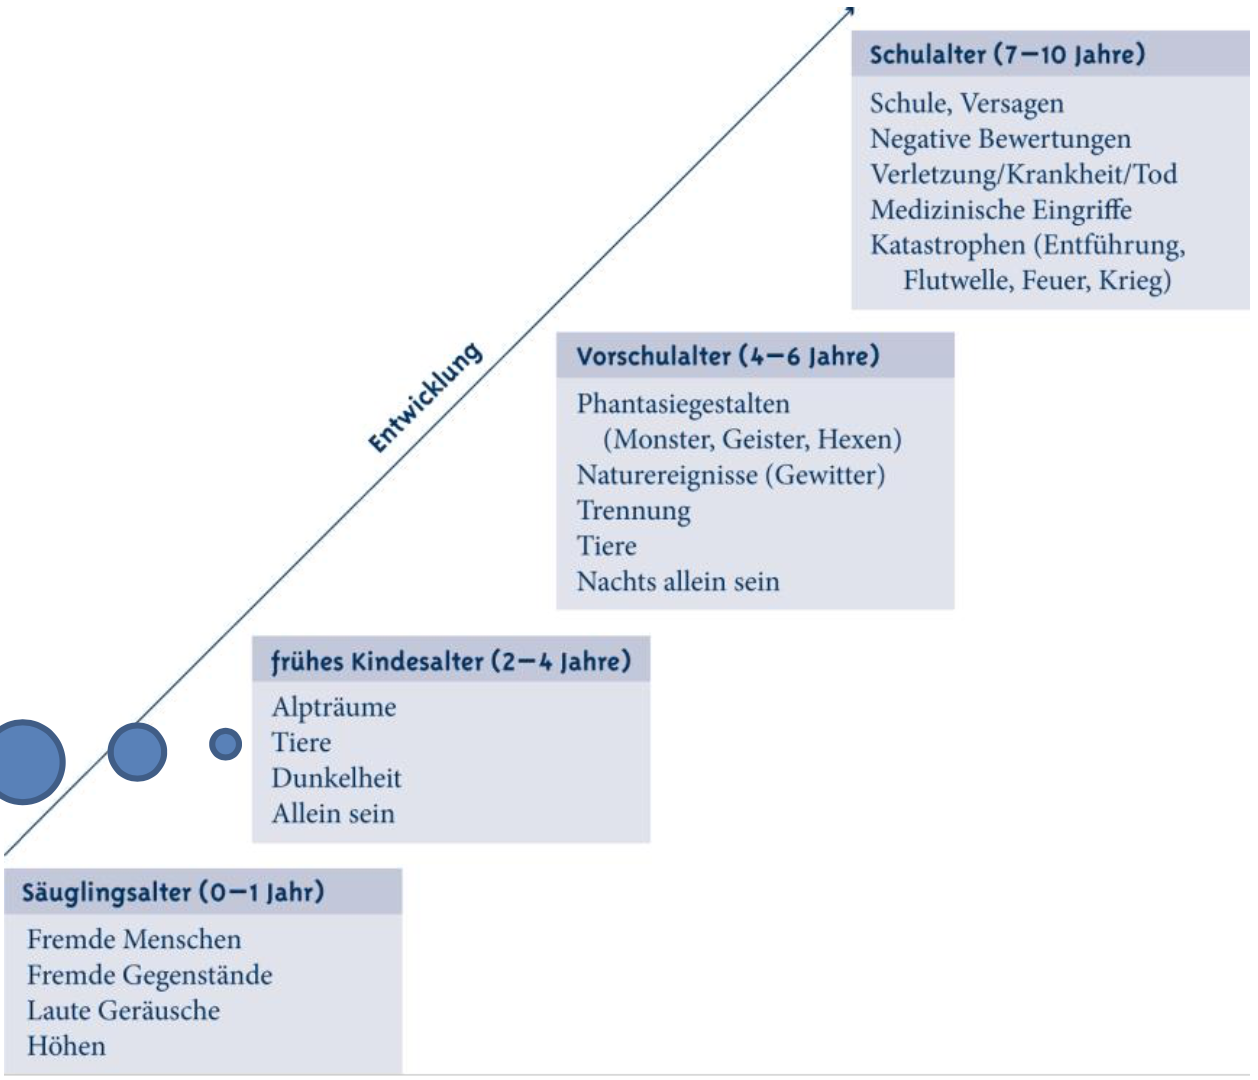 Schulalter (7–10 Jahre)
Schule, Versagen
Negative Bewertungen
Verletzung/Krankheit/Tod
Medizinische Eingriffe
Katastrophen (Entführung,
Flutwelle, Feuer, Krieg)
Entwicklung
Vorschulalter (4–6 Jahre)
Phantasiegestalten
(Monster, Geister, Hexen)
Naturereignisse (Gewitter)
Trennung
Tiere
Nachts allein sein
frühes Kindesalter (2–4 Jahre)
Alpträume
Tiere
Dunkelheit
Allein sein
Säuglingsalter (0–1 Jahr)
Fremde Menschen
Fremde Gegenstände
Laute Geräusche
Höhen